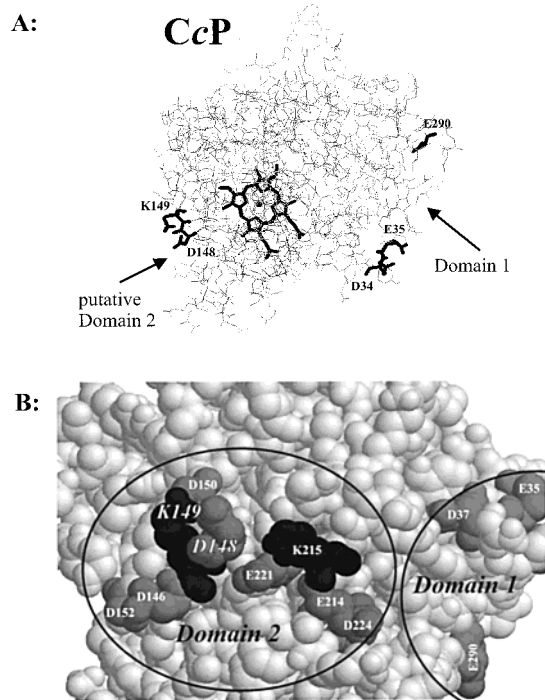 A:
CcP
E290
K149
E35
D148
Domain 1
D34
putative
Domain 2
B:
D150
E35
K149
D37
D148
K215
E221
Domain 1
D146
E214
D152
Domain 2
D224
E290